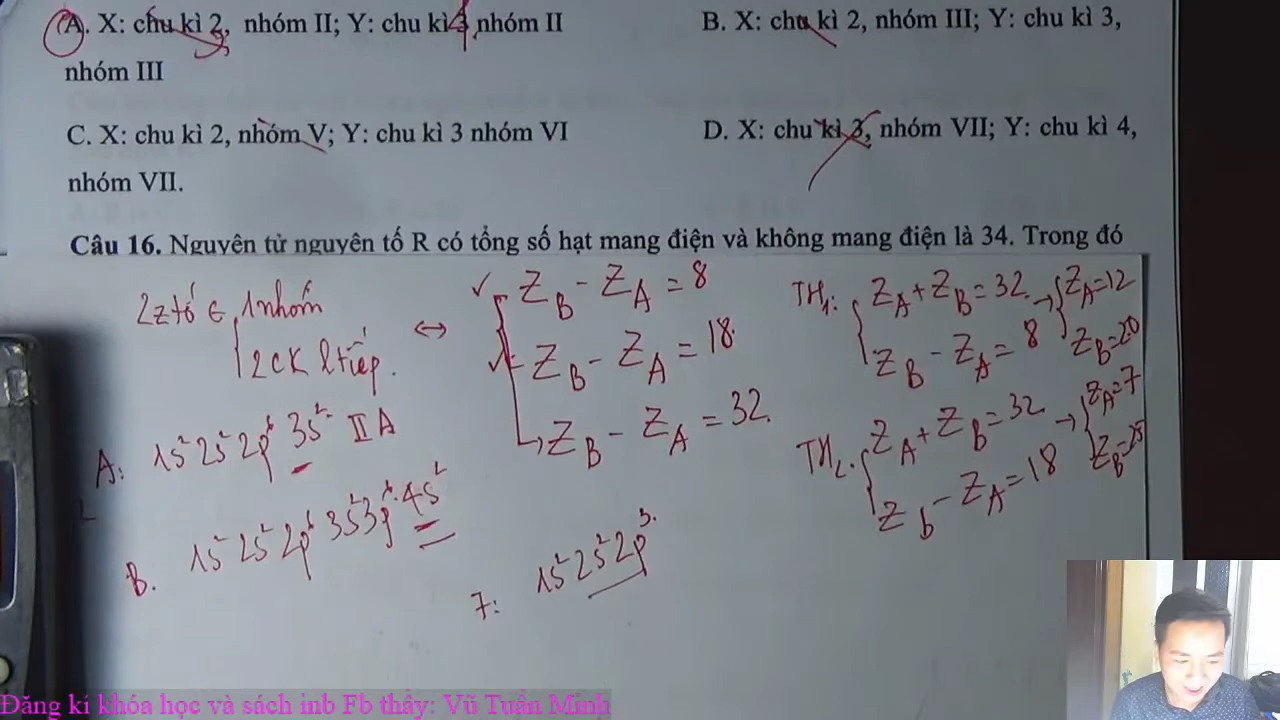 A. X: chu kì 2, nhóm II; Y: chu kì 3 nhóm II
3
4
B. X: chu kì 2, nhóm III; Y: chu kì 3,
nhóm III
C. X: chu kì 2, nhóm V; Y: chu kì 3 nhóm VI
D. X: chu kì 3, nhóm VII; Y: chu kì 4,
nhóm VII.
Câu 16. Nguyên tử nguyên tố R có tổng số hạt mang điện và không mang điện là 34. Trong đó
2ztố ∈ 1 nhóm
2CK ltiếp.
↔
Z_B - Z_A = 8
Z_B - Z_A = 18.
Z_B - Z_A = 32.
TH1: Z_A + Z_B = 32 → Z_A = 12
Z_B - Z_A = 8 Z_B = 20
TH2. Z_A + Z_B = 32 → Z_A = 7
Z_B - Z_A = 18 Z_B = 25
A: 1s² 2s² 2p⁶ 3s² IIA
B. 1s² 2s² 2p⁶ 3s² 3p⁶ 4s²
7: 1s² 2s² 2p³.
Đăng kí khóa học và sách inb Fb thầy: Vũ Tuấn Minh